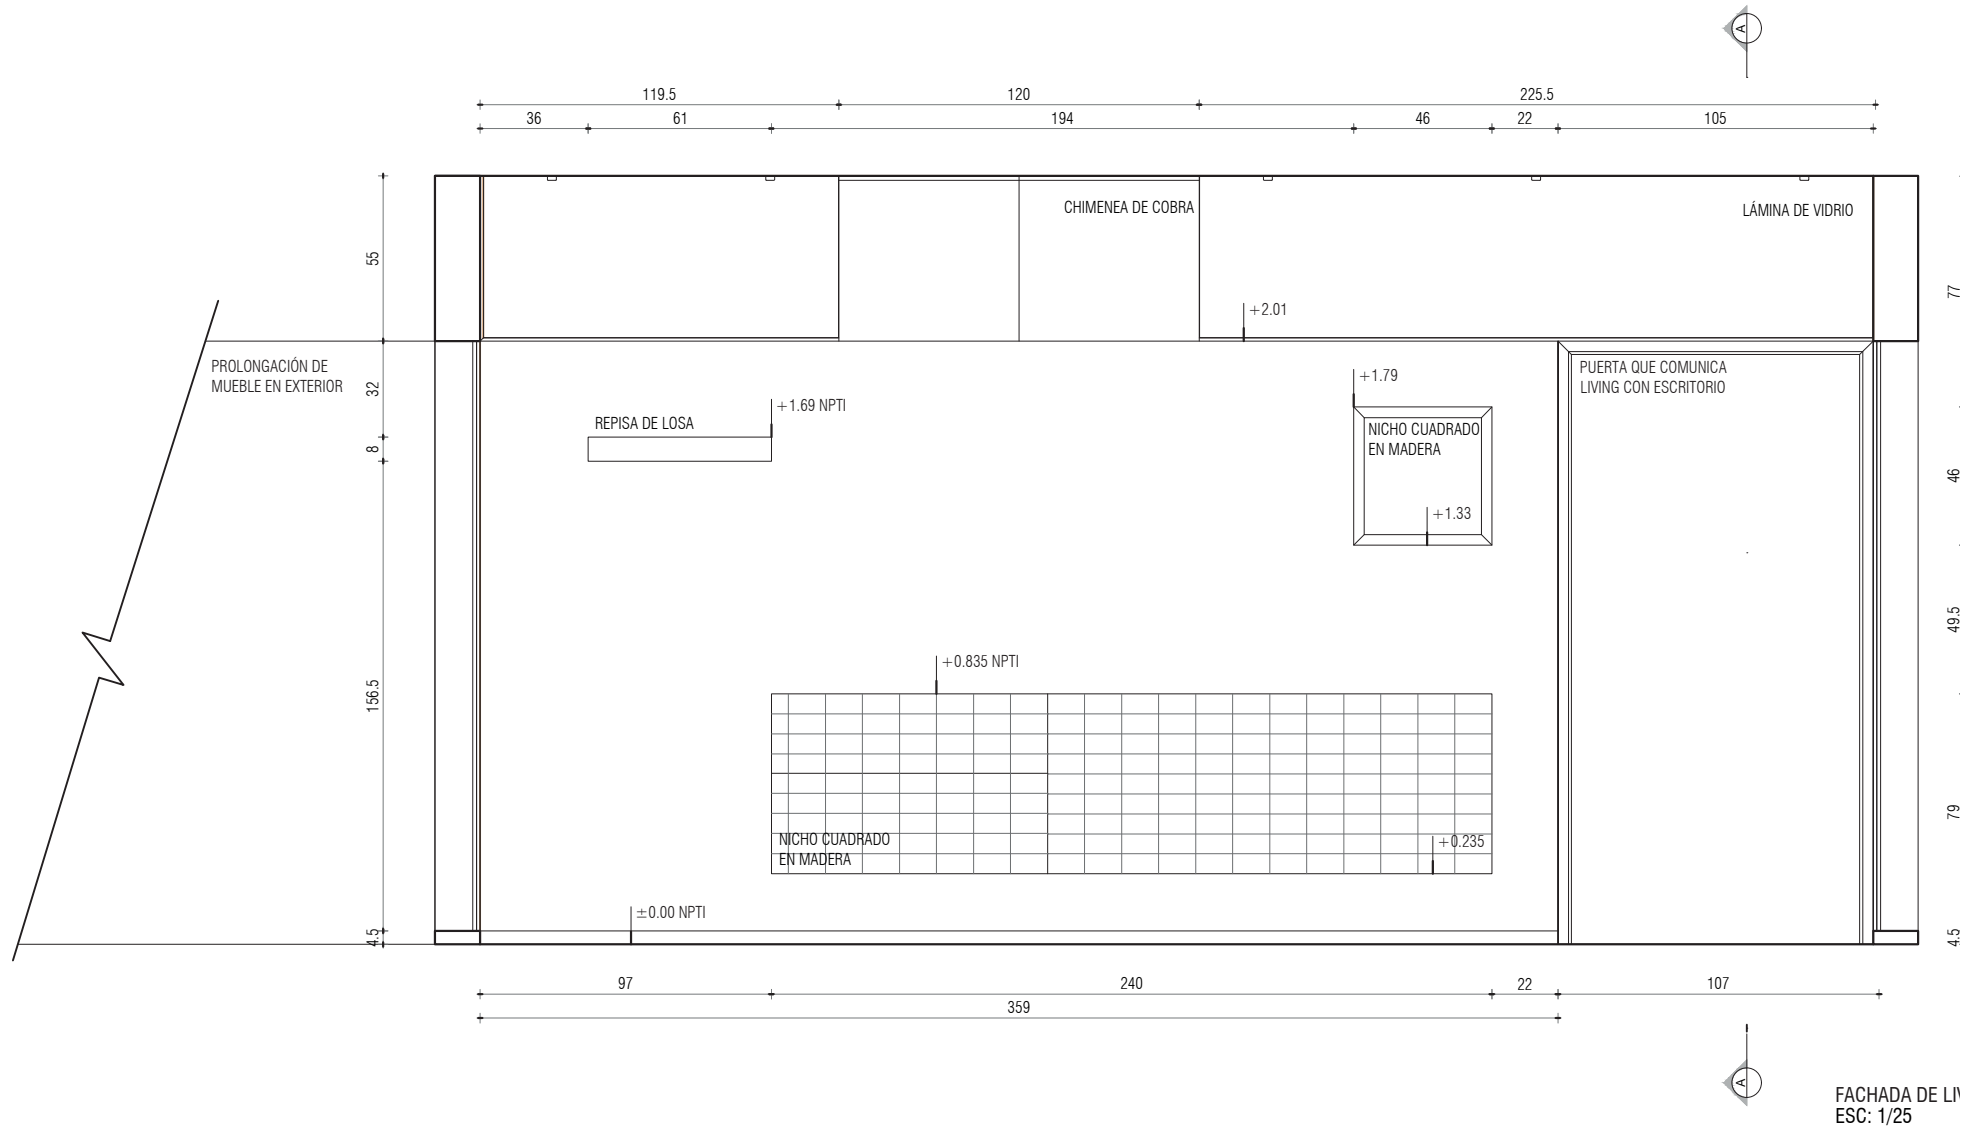 A
119.5
120
225.5
36
61
194
46
22
105
CHIMENEA DE COBRA
LÁMINA DE VIDRIO
55
77
+2.01
PROLONGACIÓN DE
MUEBLE EN EXTERIOR
32
+1.79
PUERTA QUE COMUNICA
LIVING CON ESCRITORIO
+1.69 NPTI
REPISA DE LOSA
NICHO CUADRADO
EN MADERA
8
46
+1.33
49.5
+0.835 NPTI
156.5
79
NICHO CUADRADO
EN MADERA
+0.235
±0.00 NPTI
4.5
4.5
97
240
22
107
359
A
FACHADA DE LIV
ESC: 1/25